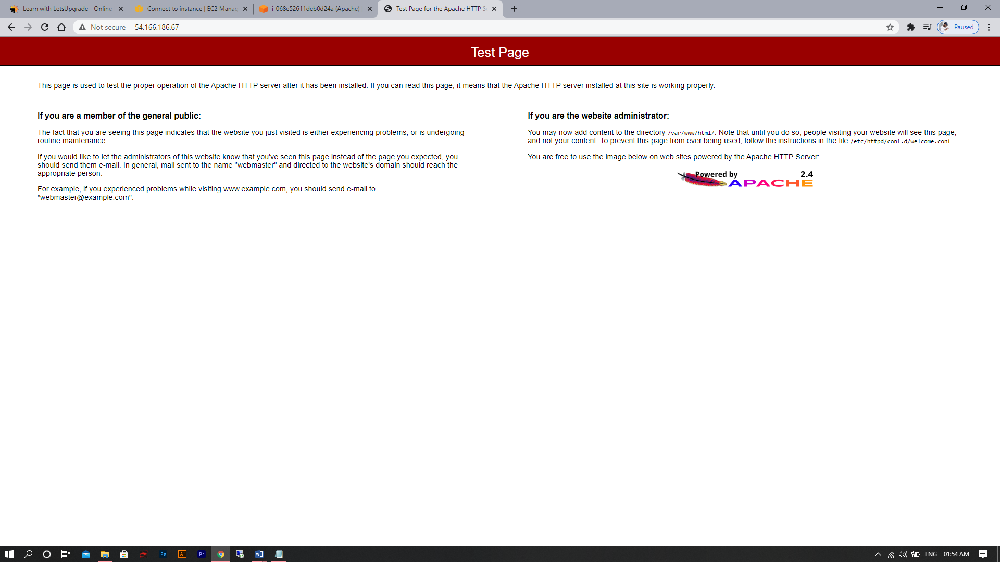 Learn with LetsUpgrade - Online
Connect to instance | EC2 Manag
i-068e52611deb0d24a (Apache)
Test Page for the Apache HTTP S
Not secure
54.166.186.67
Paused
Test Page
This page is used to test the proper operation of the Apache HTTP server after it has been installed. If you can read this page, it means that the Apache HTTP server installed at this site is working properly.
If you are a member of the general public:
The fact that you are seeing this page indicates that the website you just visited is either experiencing problems, or is undergoing
routine maintenance.
If you would like to let the administrators of this website know that you've seen this page instead of the page you expected, you
should send them e-mail. In general, mail sent to the name "webmaster" and directed to the website's domain should reach the
appropriate person.
For example, if you experienced problems while visiting www.example.com, you should send e-mail to
"webmaster@example.com".
If you are the website administrator:
You may now add content to the directory /var/www/html/. Note that until you do so, people visiting your website will see this page,
and not your content. To prevent this page from ever being used, follow the instructions in the file /etc/httpd/conf.d/welcome.conf.
You are free to use the image below on web sites powered by the Apache HTTP Server:
Powered by 2.4
APACHE
Ps
Ai
Pr
ENG
01:54 AM